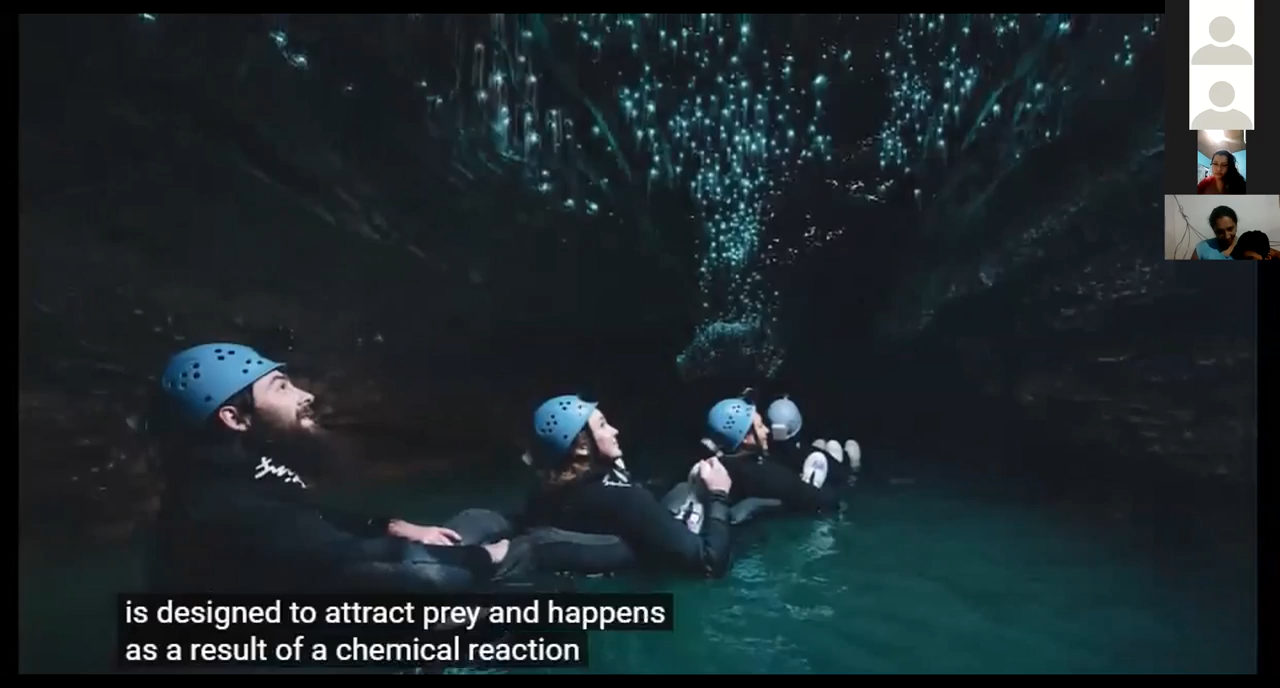 is designed to attract prey and happens
as a result of a chemical reaction